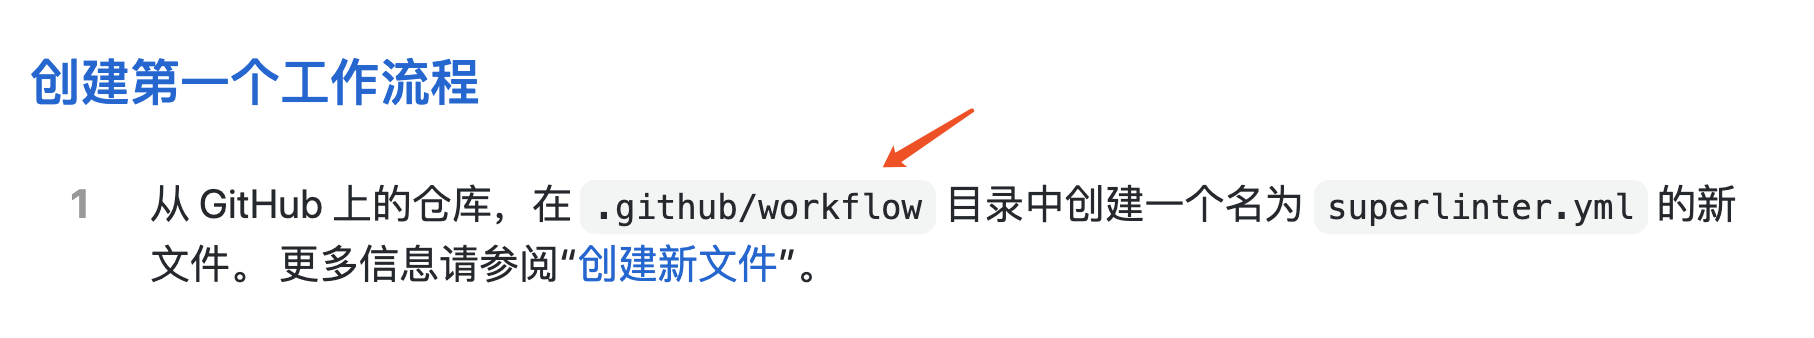 创建第一个工作流程
1 从 GitHub 上的仓库，在 .github/workflow 目录中创建一个名为 superlinter.yml 的新
文件。 更多信息请参阅“创建新文件”。